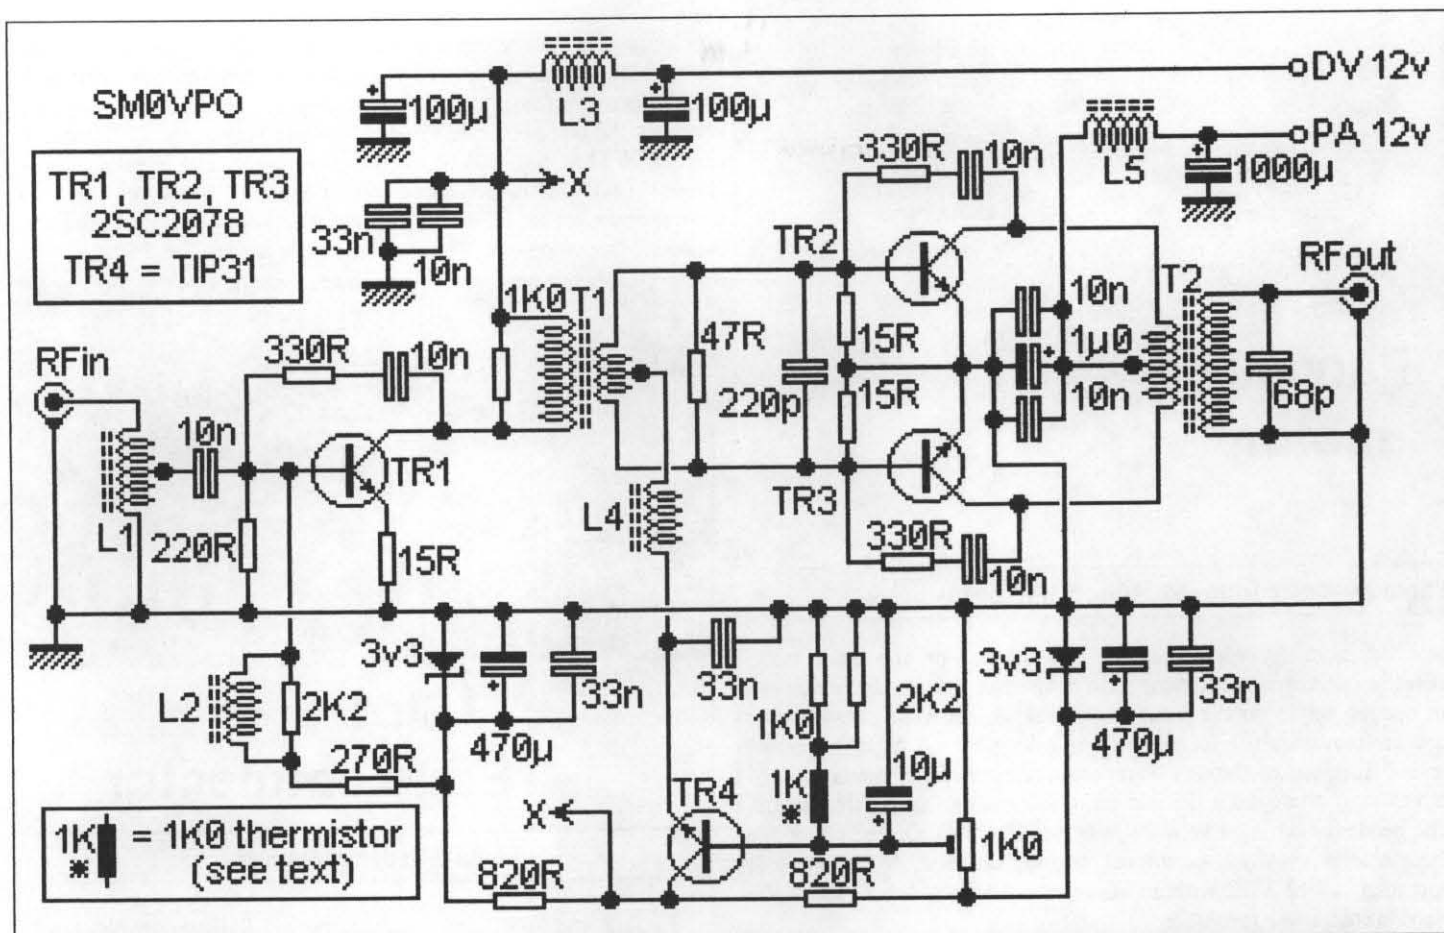 DV 12v
100µ
L3
100µ
PA 12v
SM0VPO
330R
10n
L5
1000µ
TR1, TR2, TR3
2SC2078
TR4 = TIP31
X
33n
10n
TR2
RFout
1K0
T1
10n
T2
47R
15R
1µ0
RFin
330R
10n
15R
10n
68p
220p
10n
TR1
TR3
L1
220R
15R
L4
330R
10n
3v3
33n
3v3
33n
L2
2K2
33n
1K0
2K2
470µ
470µ
270R
1K
*
10µ
X
TR4
1K0
1K
*
= 1K0 thermistor
(see text)
820R
820R